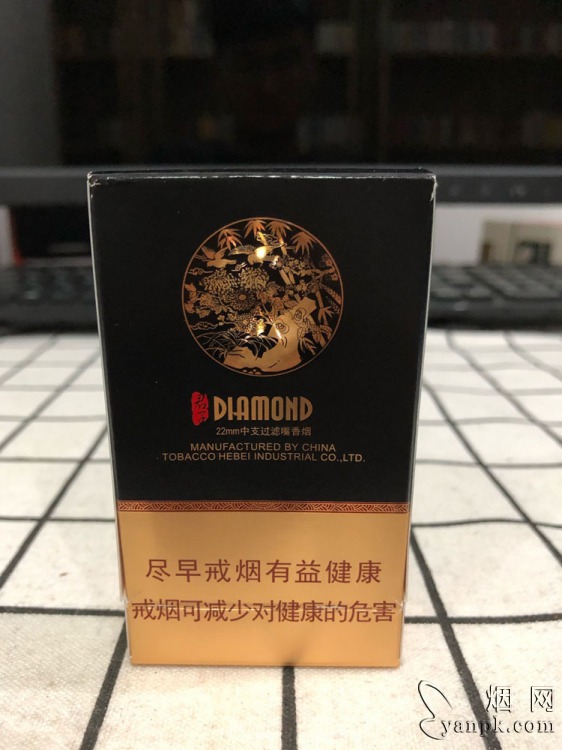 DIAMOND
22mm中支过滤嘴香烟
MANUFACTURED BY CHINA
TOBACCO HEBEI INDUSTRIAL CO.,LTD.
尽早戒烟有益健康
戒烟可减少对健康的危害
烟网
yanpk.com